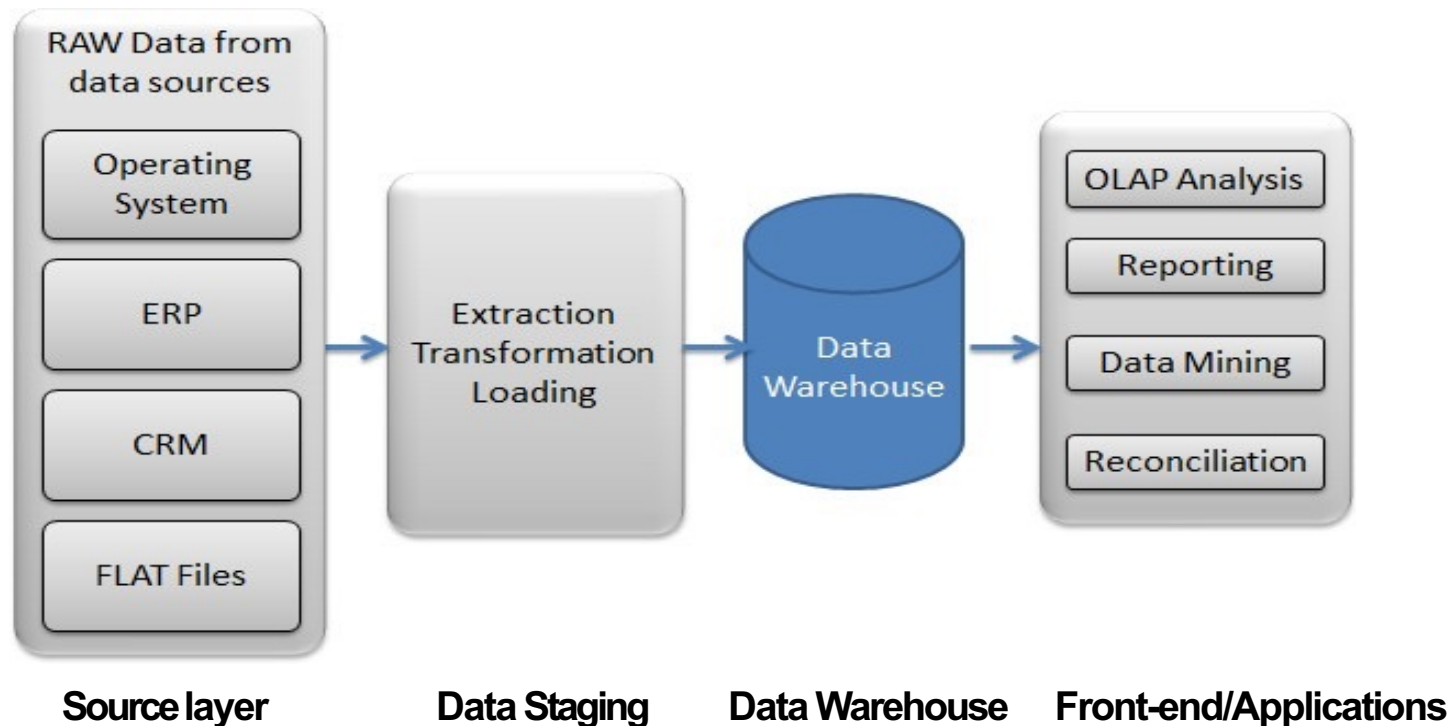 RAW Data from
data sources
Operating
System
ERP
CRM
FLAT Files
Extraction
Transformation
Loading
Data
Warehouse
OLAP Analysis
Reporting
Data Mining
Reconciliation
Source layer
Data Staging
Data Warehouse
Front-end/Applications